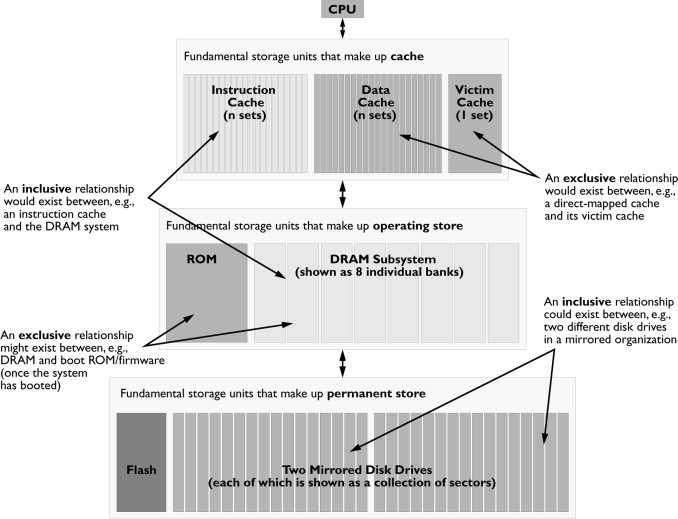 CPU
Fundamental storage units that make up cache
Instruction
Cache
(n sets)
Data
Cache
(n sets)
Victim
Cache
(1 set)
An inclusive relationship
would exist between, e.g.,
an instruction cache
and the DRAM system
An exclusive relationship
would exist between, e.g.,
a direct-mapped cache
and its victim cache
Fundamental storage units that make up operating store
ROM
DRAM Subsystem
(shown as 8 individual banks)
An exclusive relationship
might exist between, e.g.,
DRAM and boot ROM/firmware
(once the system
has booted)
An inclusive relationship
could exist between, e.g.,
two different disk drives
in a mirrored organization
Fundamental storage units that make up permanent store
Flash
Two Mirrored Disk Drives
(each of which is shown as a collection of sectors)